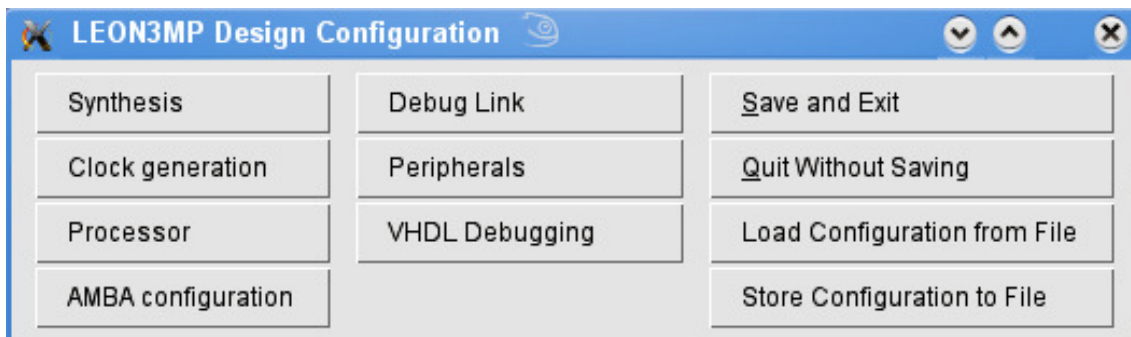 LEON3MP Design Configuration
Synthesis
Debug Link
Save and Exit
Clock generation
Peripherals
Quit Without Saving
Processor
VHDL Debugging
Load Configuration from File
AMBA configuration
Store Configuration to File